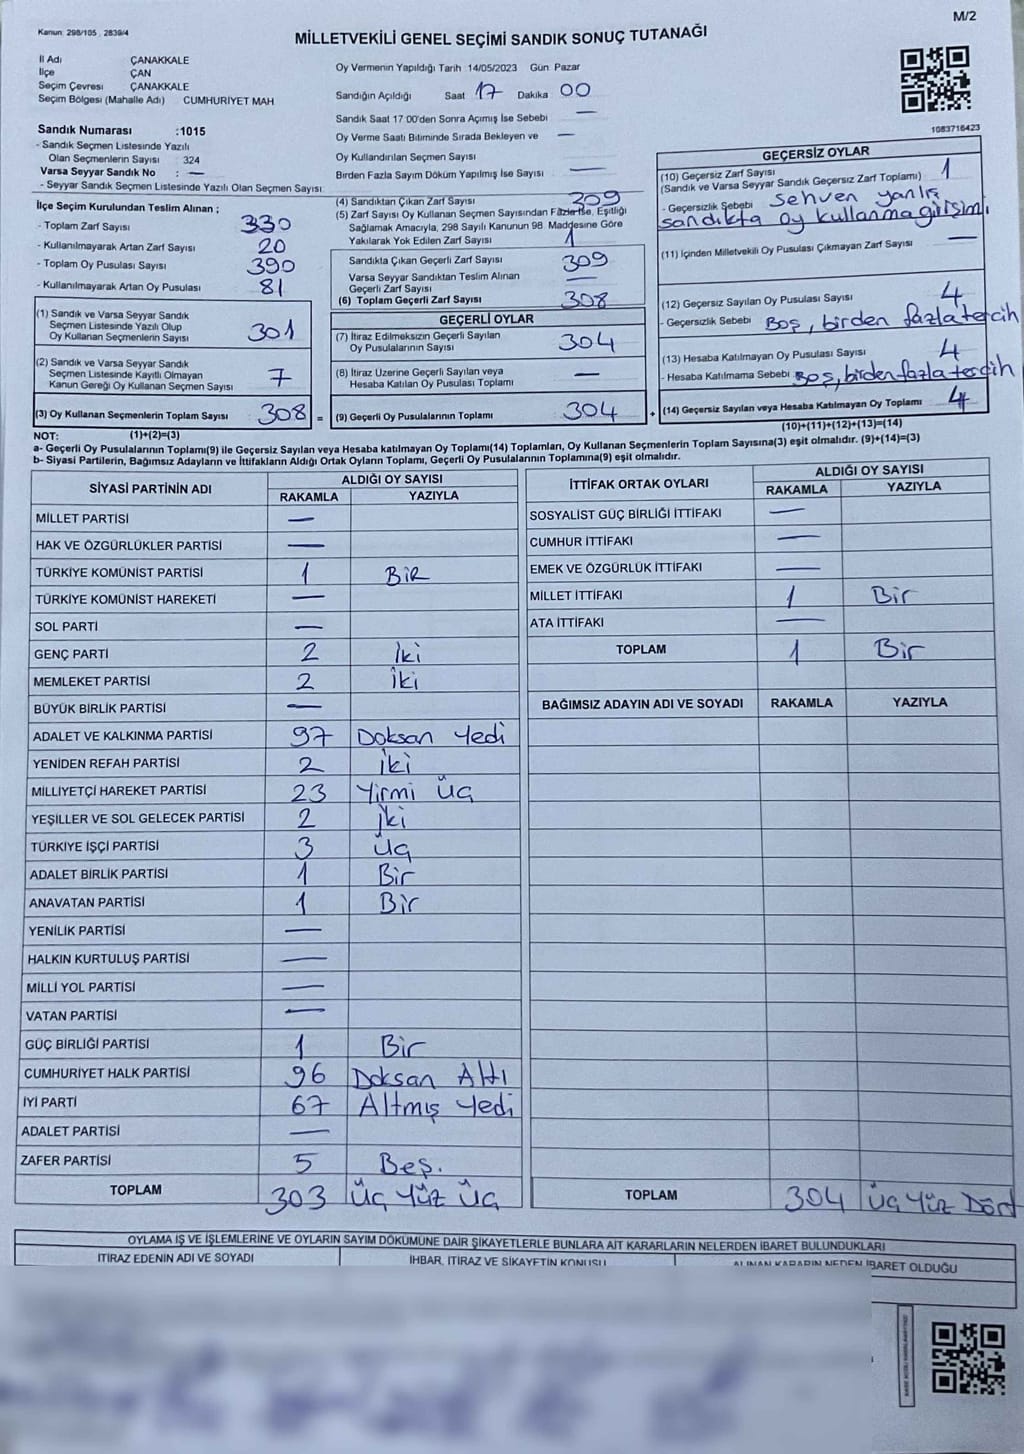 M/2
Kanun: 298/105 , 2839/4
MİLLETVEKİLİ GENEL SEÇİMİ SANDIK SONUÇ TUTANAĞI
İl Adı ÇANAKKALE
İlçe ÇAN
Seçim Çevresi ÇANAKKALE
Seçim Bölgesi (Mahalle Adı) CUMHURİYET MAH
Sandık Numarası :1015
- Sandık Seçmen Listesinde Yazılı
Olan Seçmenlerin Sayısı 324
Varsa Seyyar Sandık No : —
- Seyyar Sandık Seçmen Listesinde Yazılı Olan Seçmen Sayısı:
Oy Vermenin Yapıldığı Tarih 14/05/2023 Gün Pazar
Sandığın Açıldığı Saat 17 Dakika 00
Sandık Saat 17:00'den Sonra Açımış İse Sebebi —
Oy Verme Saati Bitiminde Sırada Bekleyen ve —
Oy Kullandırılan Seçmen Sayısı
Birden Fazla Sayım Döküm Yapılmış İse Sayısı —
1083716423
İlçe Seçim Kurulundan Teslim Alınan ;
- Toplam Zarf Sayısı 330
- Kullanılmayarak Artan Zarf Sayısı 20
- Toplam Oy Pusulası Sayısı 390
- Kullanılmayarak Artan Oy Pusulası 81
(1) Sandık ve Varsa Seyyar Sandık
Seçmen Listesinde Yazılı Olup
Oy Kullanan Seçmenlerin Sayısı 301
(2) Sandık ve Varsa Seyyar Sandık
Seçmen Listesinde Kayıtlı Olmayan
Kanun Gereği Oy Kullanan Seçmen Sayısı 7
(3) Oy Kullanan Seçmenlerin Toplam Sayısı 308 =
(4) Sandıktan Çıkan Zarf Sayısı 309
(5) Zarf Sayısı Oy Kullanan Seçmen Sayısından Fazla İse, Eşitliği
Sağlamak Amacıyla, 298 Sayılı Kanunun 98. Maddesine Göre
Yakılarak Yok Edilen Zarf Sayısı 1
Sandıkta Çıkan Geçerli Zarf Sayısı 309
Varsa Seyyar Sandıktan Teslim Alınan
Geçerli Zarf Sayısı —
(6) Toplam Geçerli Zarf Sayısı 308
GEÇERLİ OYLAR
(7) İtiraz Edilmeksizin Geçerli Sayılan
Oy Pusulalarının Sayısı 304
(8) İtiraz Üzerine Geçerli Sayılan veya
Hesaba Katılan Oy Pusulası Toplamı —
(9) Geçerli Oy Pusulalarının Toplamı 304 +
GEÇERSİZ OYLAR
(10) Geçersiz Zarf Sayısı 1
(Sandık ve Varsa Seyyar Sandık Geçersiz Zarf Toplamı)
- Geçersizlik Sebebi Sehven yanlış
sandıkta oy kullanma girişimi
(11) İçinden Milletvekili Oy Pusulası Çıkmayan Zarf Sayısı —
(12) Geçersiz Sayılan Oy Pusulası Sayısı 4
- Geçersizlik Sebebi Boş, birden fazla tercih
(13) Hesaba Katılmayan Oy Pusulası Sayısı 4
- Hesaba Katılmama Sebebi Boş, birden fazla tercih
(14) Geçersiz Sayılan veya Hesaba Katılmayan Oy Toplamı 4
NOT: (1)+(2)=(3)
(10)+(11)+(12)+(13)=(14)
a- Geçerli Oy Pusulalarının Toplamı(9) ile Geçersiz Sayılan veya Hesaba katılmayan Oy Toplamı(14) Toplamları, Oy Kullanan Seçmenlerin Toplam Sayısına(3) eşit olmalıdır. (9)+(14)=(3)
b- Siyasi Partilerin, Bağımsız Adayların ve İttifakların Aldığı Ortak Oyların Toplamı, Geçerli Oy Pusulalarının Toplamına(9) eşit olmalıdır.
SİYASİ PARTİNİN ADI ALDIĞI OY SAYISI
RAKAMLA YAZIYLA
MİLLET PARTİSİ —
HAK VE ÖZGÜRLÜKLER PARTİSİ —
TÜRKİYE KOMÜNİST PARTİSİ 1 BİR
TÜRKİYE KOMÜNİST HAREKETİ —
SOL PARTİ —
GENÇ PARTİ 2 İki
MEMLEKET PARTİSİ 2 İki
BÜYÜK BİRLİK PARTİSİ —
ADALET VE KALKINMA PARTİSİ 97 Doksan Yedi
YENİDEN REFAH PARTİSİ 2 İki
MİLLİYETÇİ HAREKET PARTİSİ 23 Yirmi Üç
YEŞİLLER VE SOL GELECEK PARTİSİ 2 İki
TÜRKİYE İŞÇİ PARTİSİ 3 Üç
ADALET BİRLİK PARTİSİ 1 Bir
ANAVATAN PARTİSİ 1 Bir
YENİLİK PARTİSİ —
HALKIN KURTULUŞ PARTİSİ —
MİLLİ YOL PARTİSİ —
VATAN PARTİSİ —
GÜÇ BİRLİĞİ PARTİSİ 1 Bir
CUMHURİYET HALK PARTİSİ 96 Doksan Altı
İYİ PARTİ 67 Altmış Yedi
ADALET PARTİSİ —
ZAFER PARTİSİ 5 Beş.
TOPLAM 303 Üç Yüz Üç
İTTİFAK ORTAK OYLARI ALDIĞI OY SAYISI
RAKAMLA YAZIYLA
SOSYALİST GÜÇ BİRLİĞİ İTTİFAKI —
CUMHUR İTTİFAKI —
EMEK VE ÖZGÜRLÜK İTTİFAKI —
MİLLET İTTİFAKI 1 Bir
ATA İTTİFAKI —
TOPLAM 1 Bir
BAĞIMSIZ ADAYIN ADI VE SOYADI RAKAMLA YAZIYLA
TOPLAM 304 Üç Yüz Dört
OYLAMA İŞ VE İŞLEMLERİNE VE OYLARIN SAYIM DÖKÜMÜNE DAİR ŞİKAYETLERLE BUNLARA AİT KARARLARIN NELERDEN İBARET BULUNDUKLARI
İTİRAZ EDENİN ADI VE SOYADI İHBAR, İTİRAZ VE ŞİKAYETİN KONUSU ALINAN KARARIN NEDEN İBARET OLDUĞU